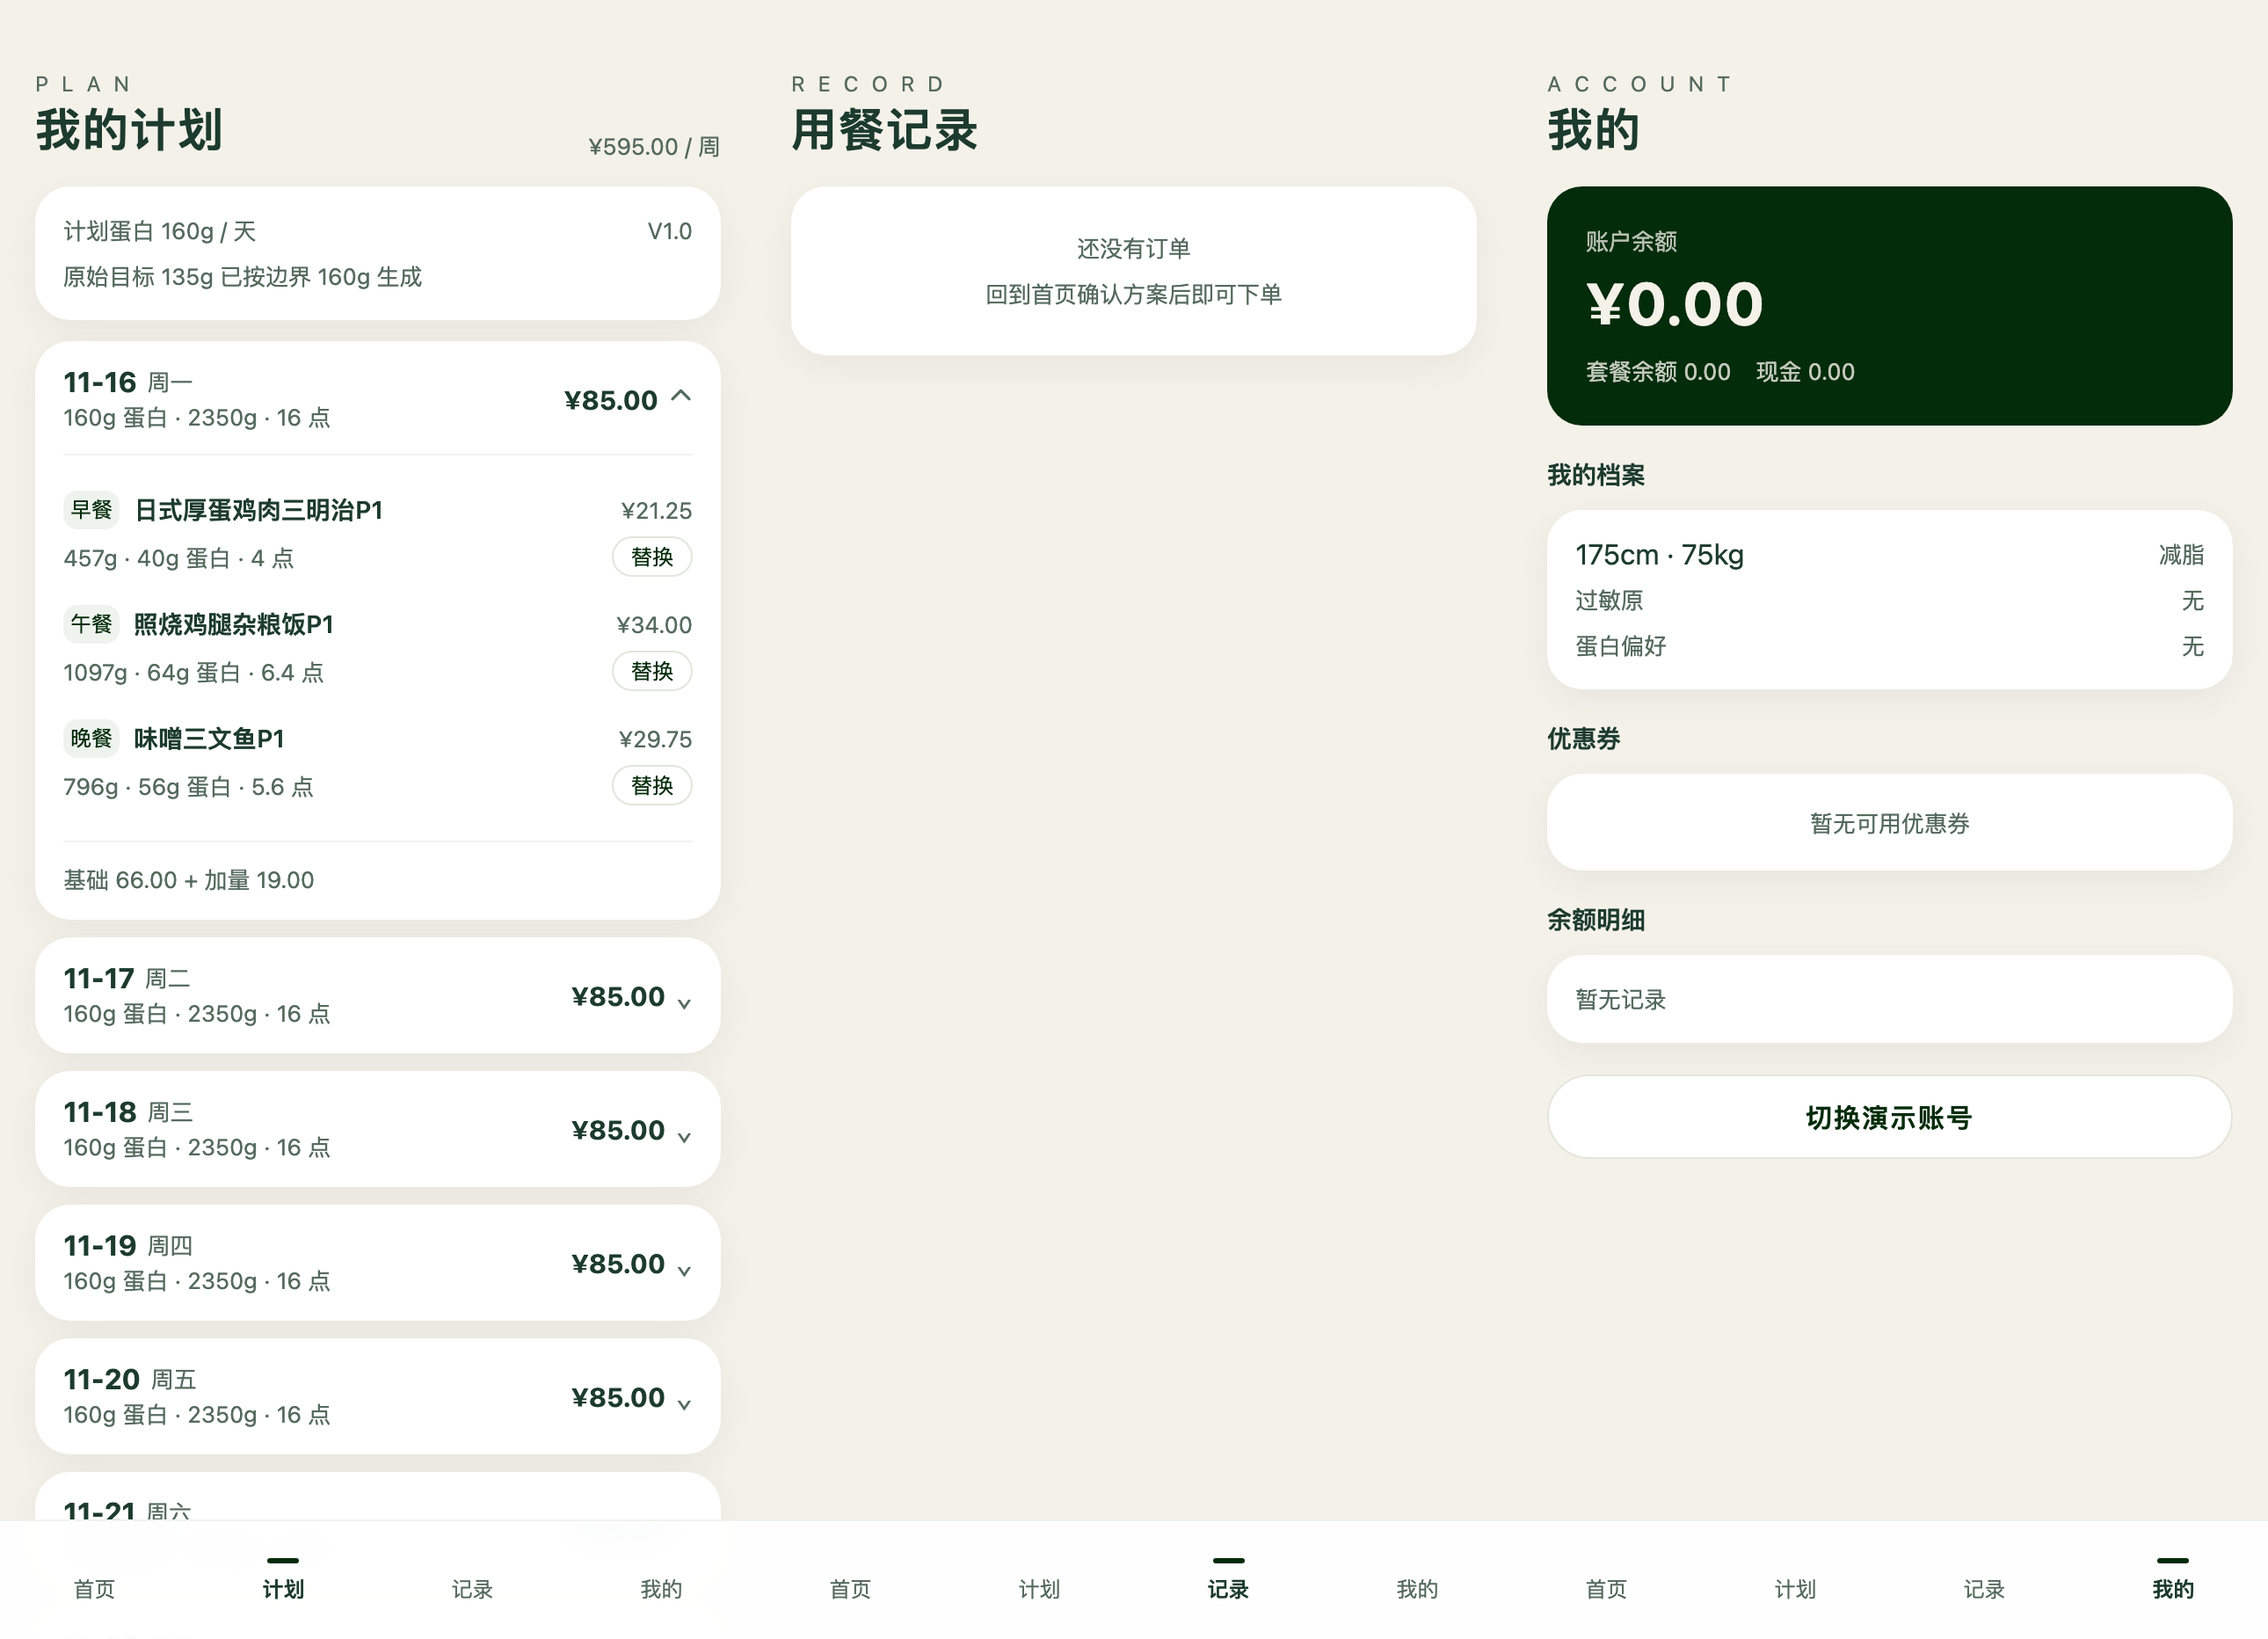 PLAN
我的计划
¥595.00 / 周
计划蛋白 160g / 天
V1.0
原始目标 135g 已按边界 160g 生成
11-16 周一
¥85.00
160g 蛋白 · 2350g · 16 点
早餐 日式厚蛋鸡肉三明治P1
¥21.25
457g · 40g 蛋白 · 4 点
替换
午餐 照烧鸡腿杂粮饭P1
¥34.00
1097g · 64g 蛋白 · 6.4 点
替换
晚餐 味噌三文鱼P1
¥29.75
796g · 56g 蛋白 · 5.6 点
替换
基础 66.00 + 加量 19.00
11-17 周二
¥85.00
160g 蛋白 · 2350g · 16 点
11-18 周三
¥85.00
160g 蛋白 · 2350g · 16 点
11-19 周四
¥85.00
160g 蛋白 · 2350g · 16 点
11-20 周五
¥85.00
160g 蛋白 · 2350g · 16 点
11-21 周六
首页 计划 记录 我的
RECORD
用餐记录
还没有订单
回到首页确认方案后即可下单
首页 计划 记录 我的
ACCOUNT
我的
账户余额
¥0.00
套餐余额 0.00 现金 0.00
我的档案
175cm · 75kg
减脂
过敏原
无
蛋白偏好
无
优惠券
暂无可用优惠券
余额明细
暂无记录
切换演示账号
首页 计划 记录 我的